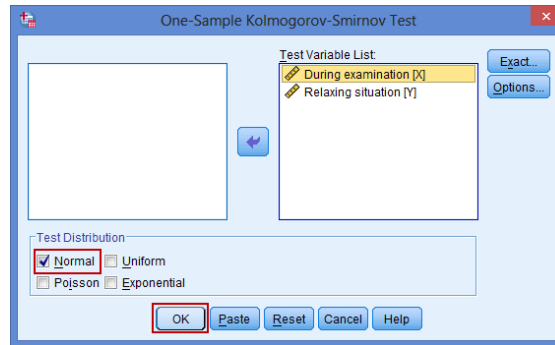 One-Sample Kolmogorov-Smirnov Test
Test Variable List:
During examination [X]
Relaxing situation [Y]
Exact...
Options...
Test Distribution
Normal Uniform
Poisson Exponential
OK Paste Reset Cancel Help